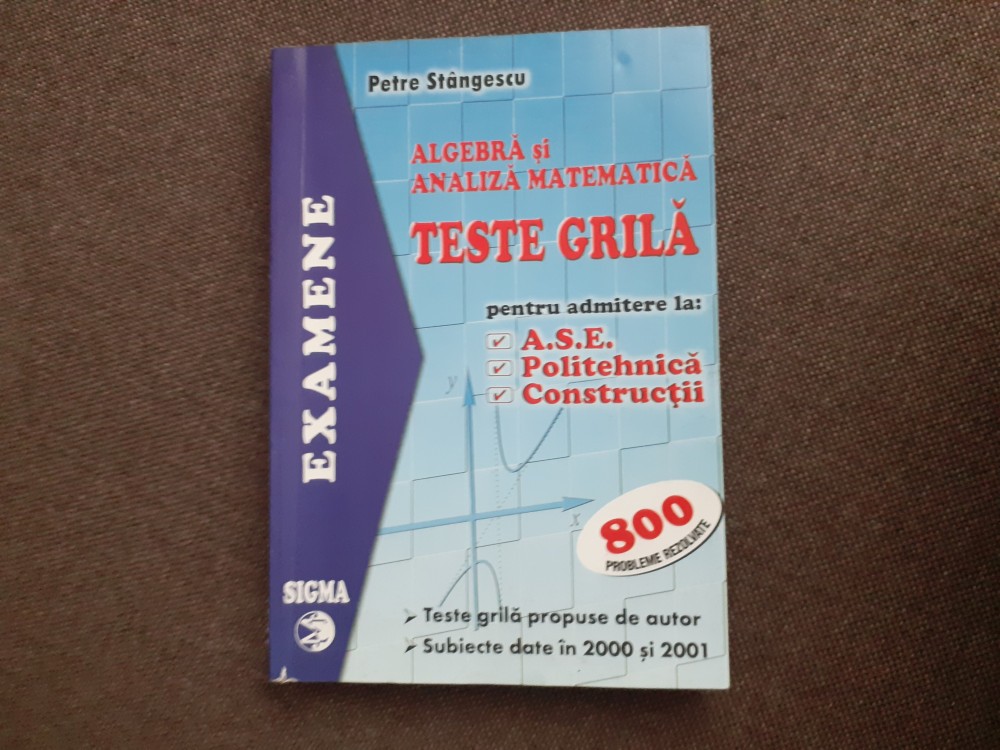 Petre Stângescu
ALGEBRĂ și
ANALIZĂ MATEMATICĂ
TESTE GRILĂ
pentru admitere la:
A.S.E.
Politehnică
Construcţii
EXAMENE
y
x
800
PROBLEME REZOLVATE
SIGMA
Teste grilă propuse de autor
Subiecte date în 2000 și 2001